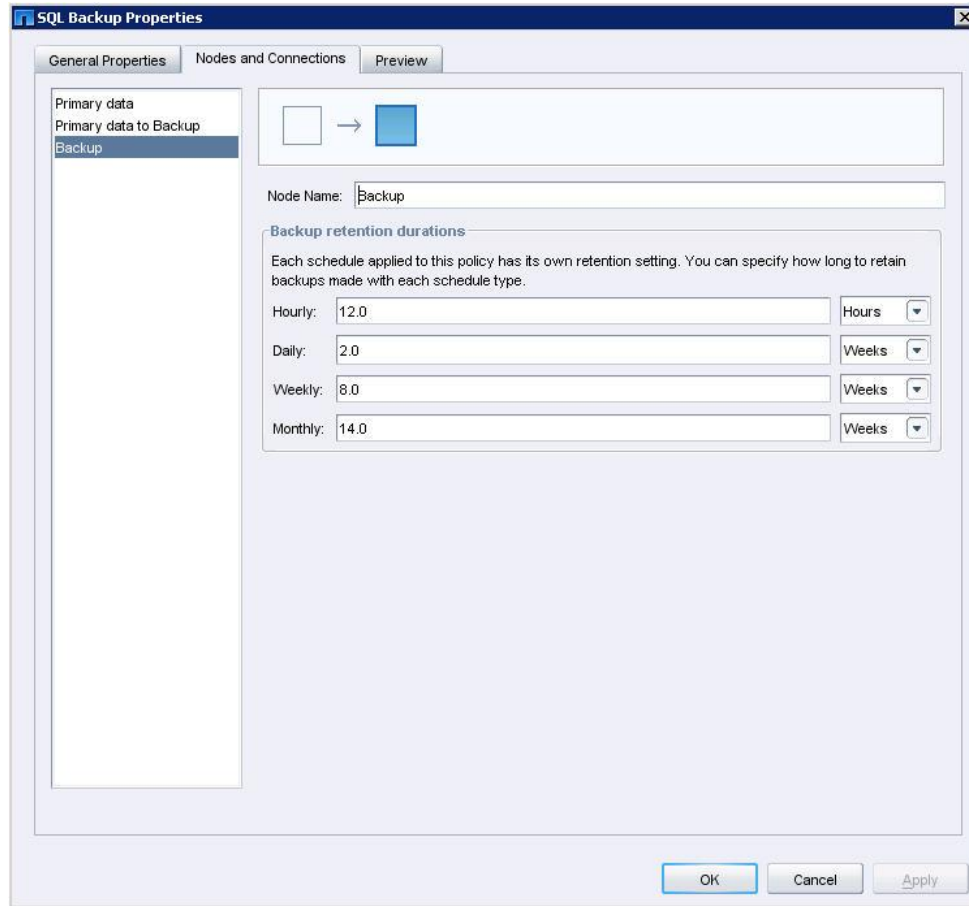 SQL Backup Properties
General Properties
Nodes and Connections
Preview
Primary data
Primary data to Backup
Backup
Node Name: Backup
Backup retention durations
Each schedule applied to this policy has its own retention setting. You can specify how long to retain
backups made with each schedule type.
Hourly: 12.0 Hours
Daily: 2.0 Weeks
Weekly: 8.0 Weeks
Monthly: 14.0 Weeks
OK Cancel Apply